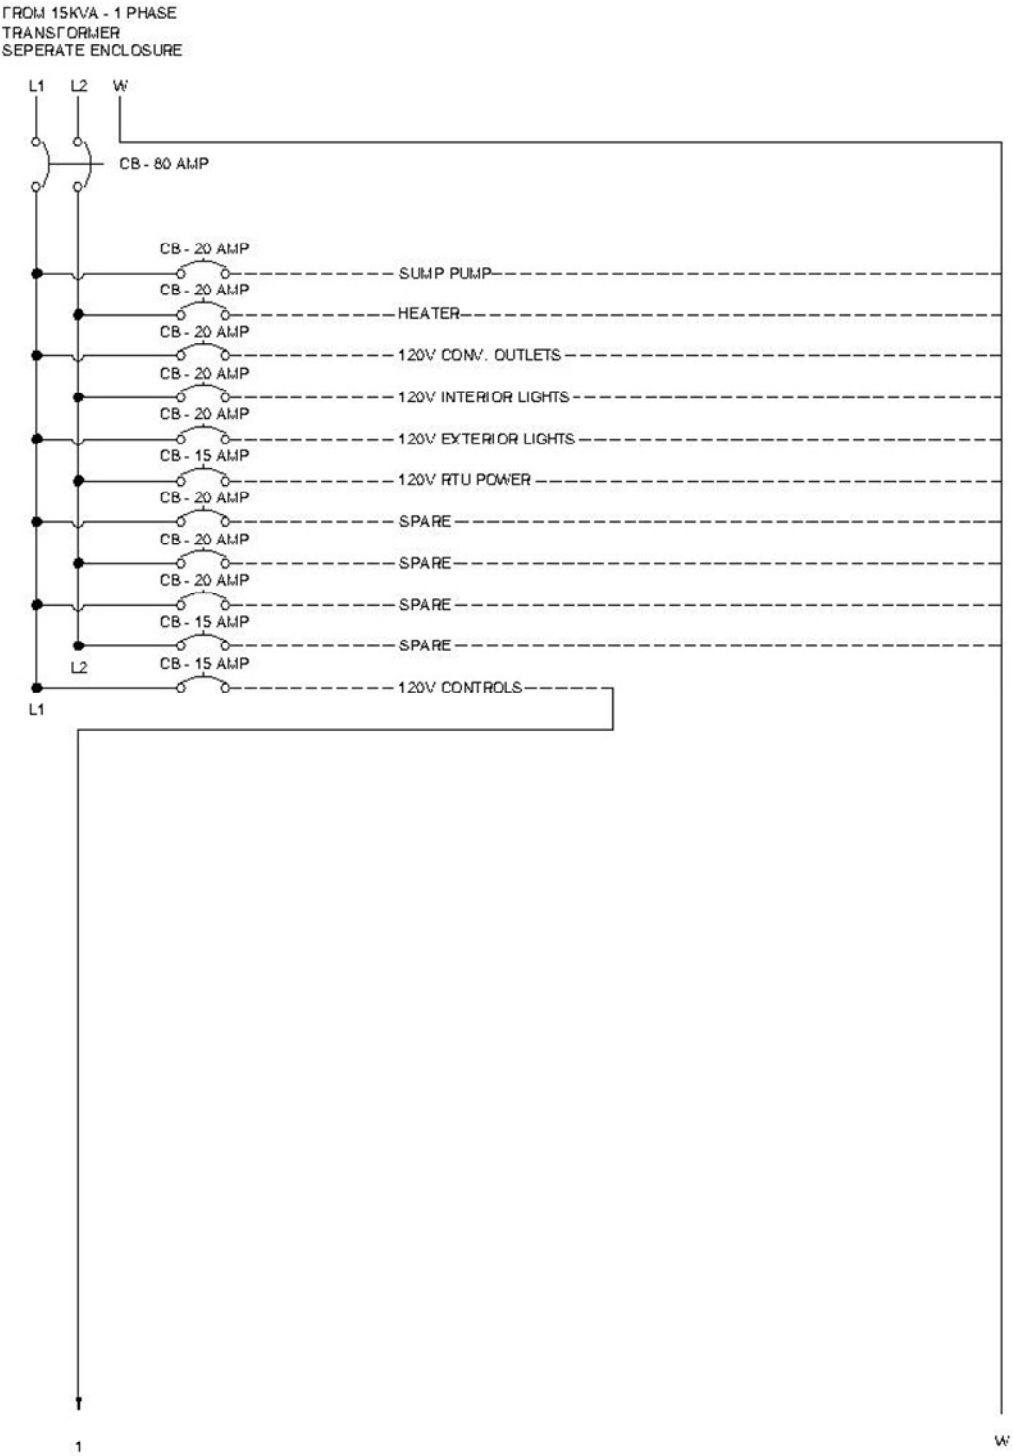 FROM 15KVA - 1 PHASE
TRANSFORMER
SEPERATE ENCLOSURE
L1 L2 W
CB - 80 AMP
CB - 20 AMP
SUMP PUMP
CB - 20 AMP
HEATER
CB - 20 AMP
120V CONV. OUTLETS
CB - 20 AMP
120V INTERIOR LIGHTS
CB - 20 AMP
120V EXTERIOR LIGHTS
CB - 15 AMP
120V RTU POWER
CB - 20 AMP
SPARE
CB - 20 AMP
SPARE
CB - 20 AMP
SPARE
CB - 15 AMP
SPARE
L2
CB - 15 AMP
120V CONTROLS
L1
1
W